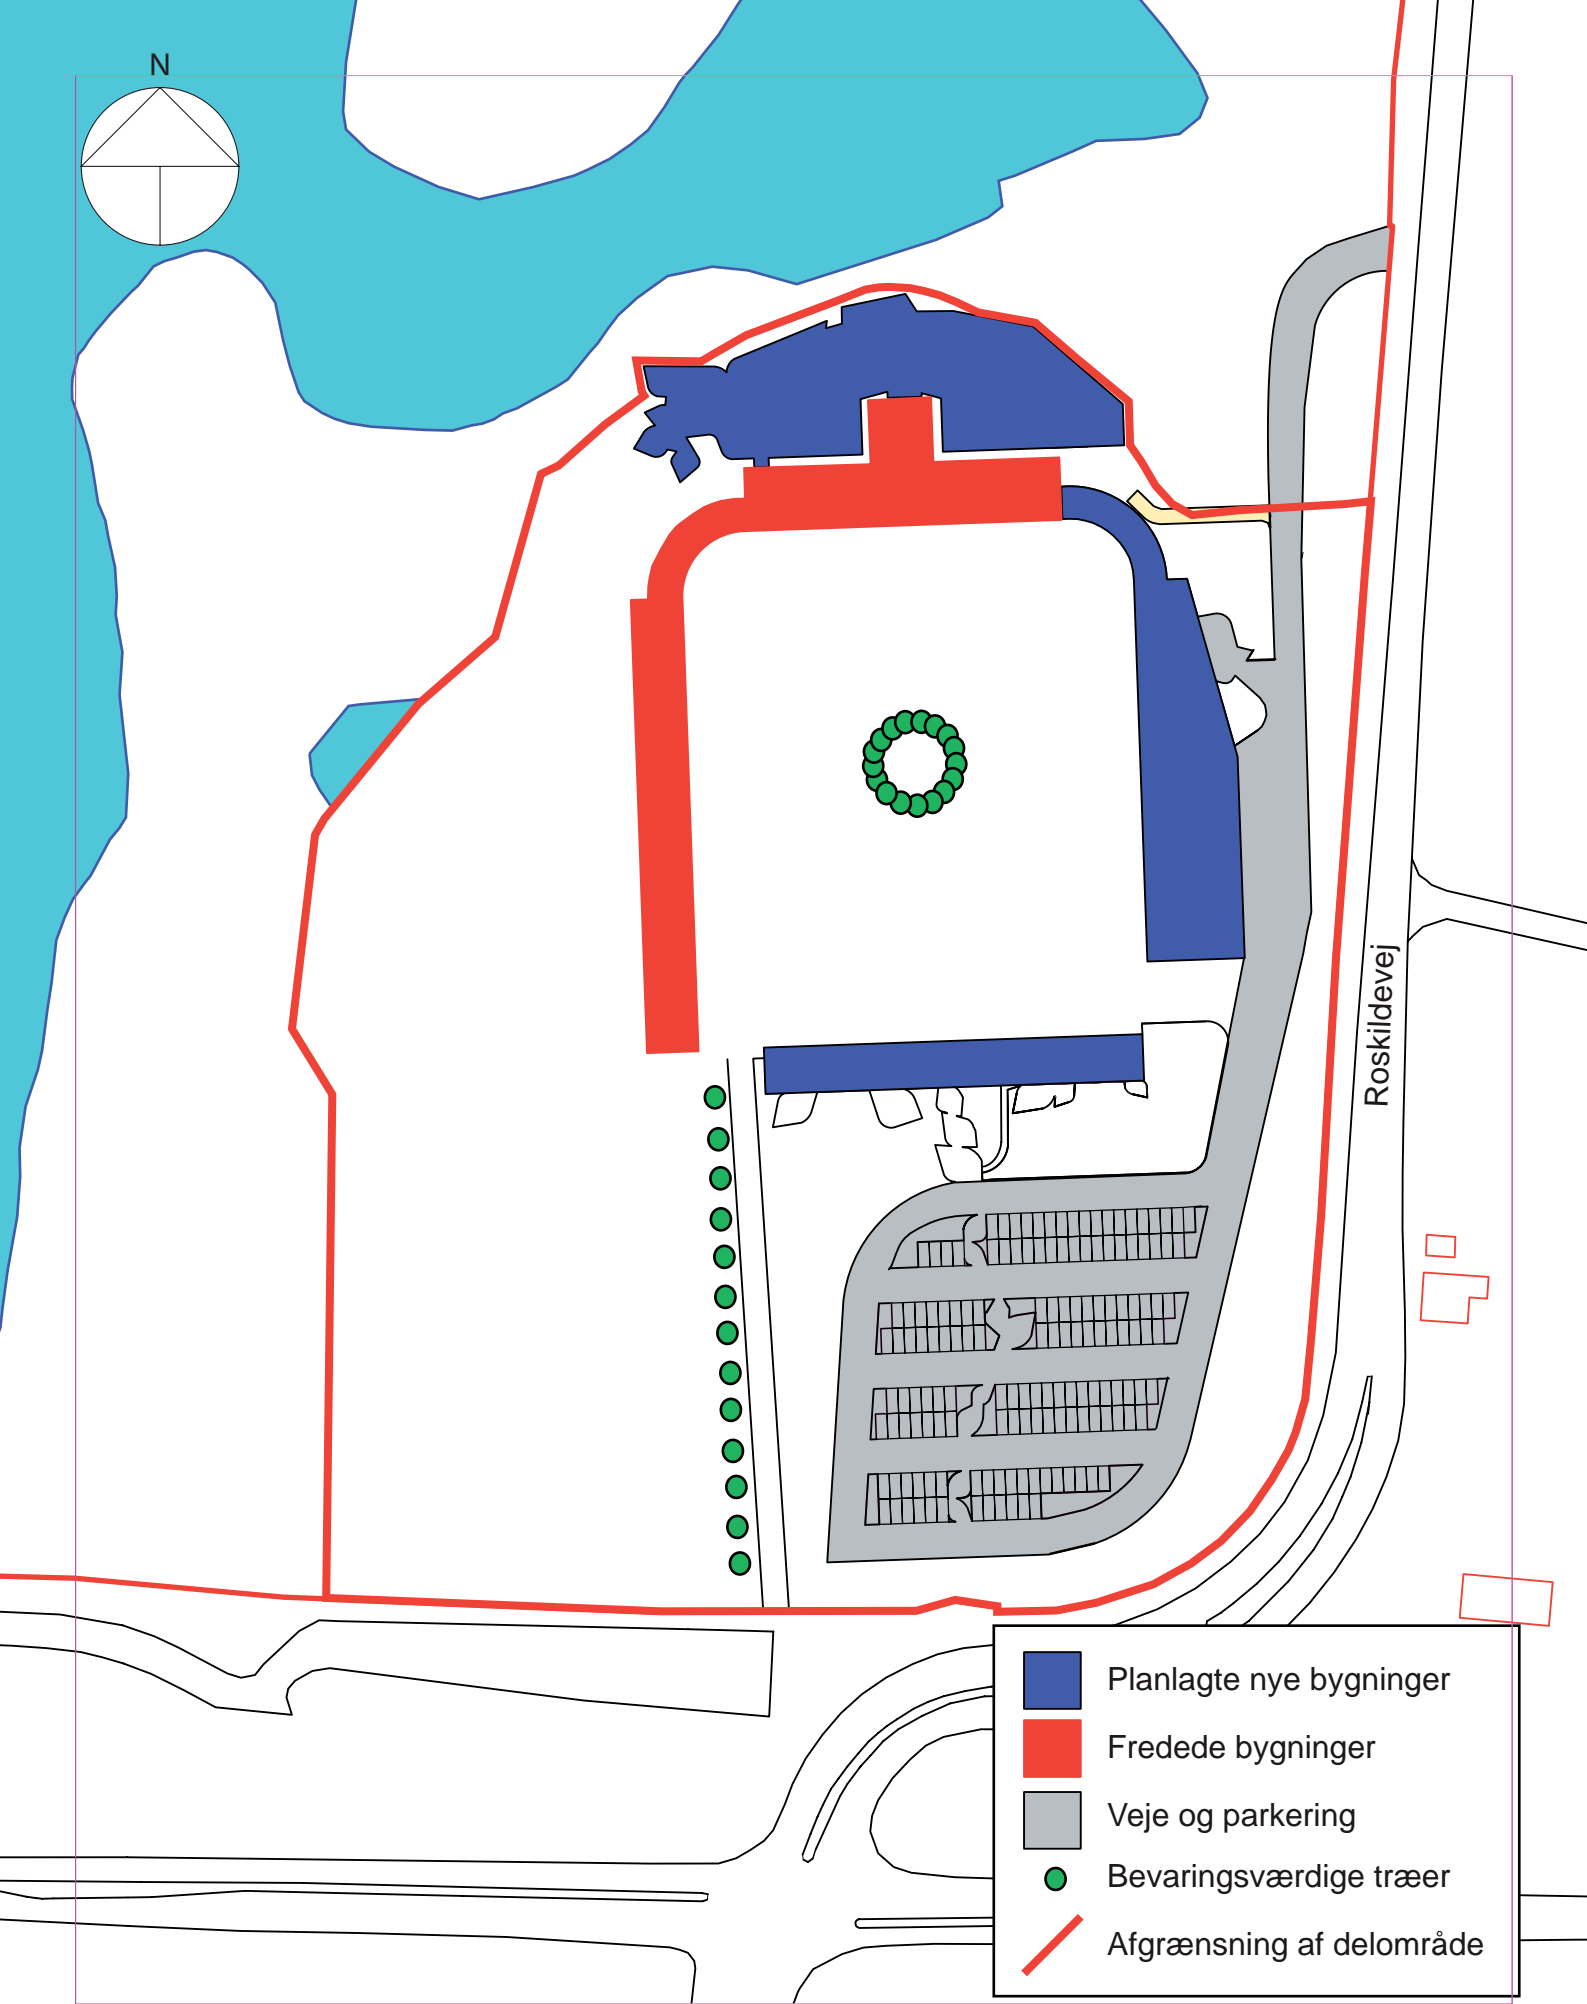 N
Roskildevej
Planlagte nye bygninger
Fredede bygninger
Veje og parkering
Bevaringsværdige træer
Afgrænsning af delområde